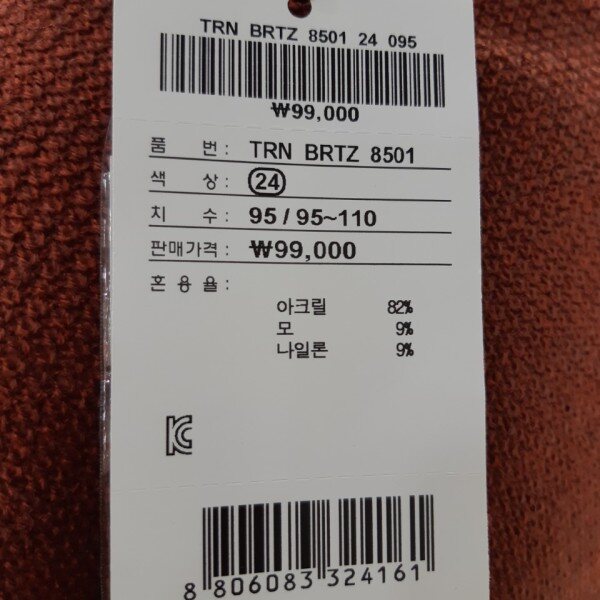 TRN BRTZ 8501 24 095
₩99,000
품 번 : TRN BRTZ 8501
색 상 : 24
치 수 : 95 / 95~110
판매가격 : ₩99,000
혼 용 율 :
아크릴 82%
모 9%
나일론 9%
8 806083 324161